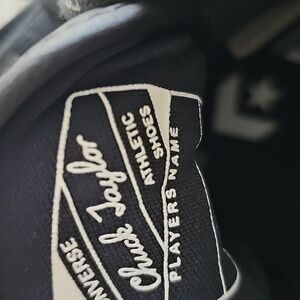 CONVERSE
Chuck Taylor
ATHLETIC
SHOES
PLAYERS NAME